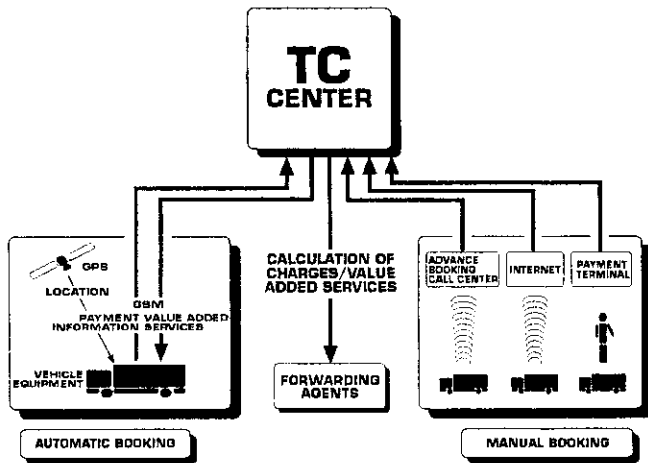 TC
CENTER
GPS
LOCATION
GSM
PAYMENT VALUE ADDED
INFORMATION SERVICES
VEHICLE
EQUIPMENT
AUTOMATIC BOOKING
CALCULATION OF
CHARGES/VALUE
ADDED SERVICES
FORWARDING
AGENTS
ADVANCE
BOOKING
CALL CENTER
INTERNET
PAYMENT
TERMINAL
MANUAL BOOKING